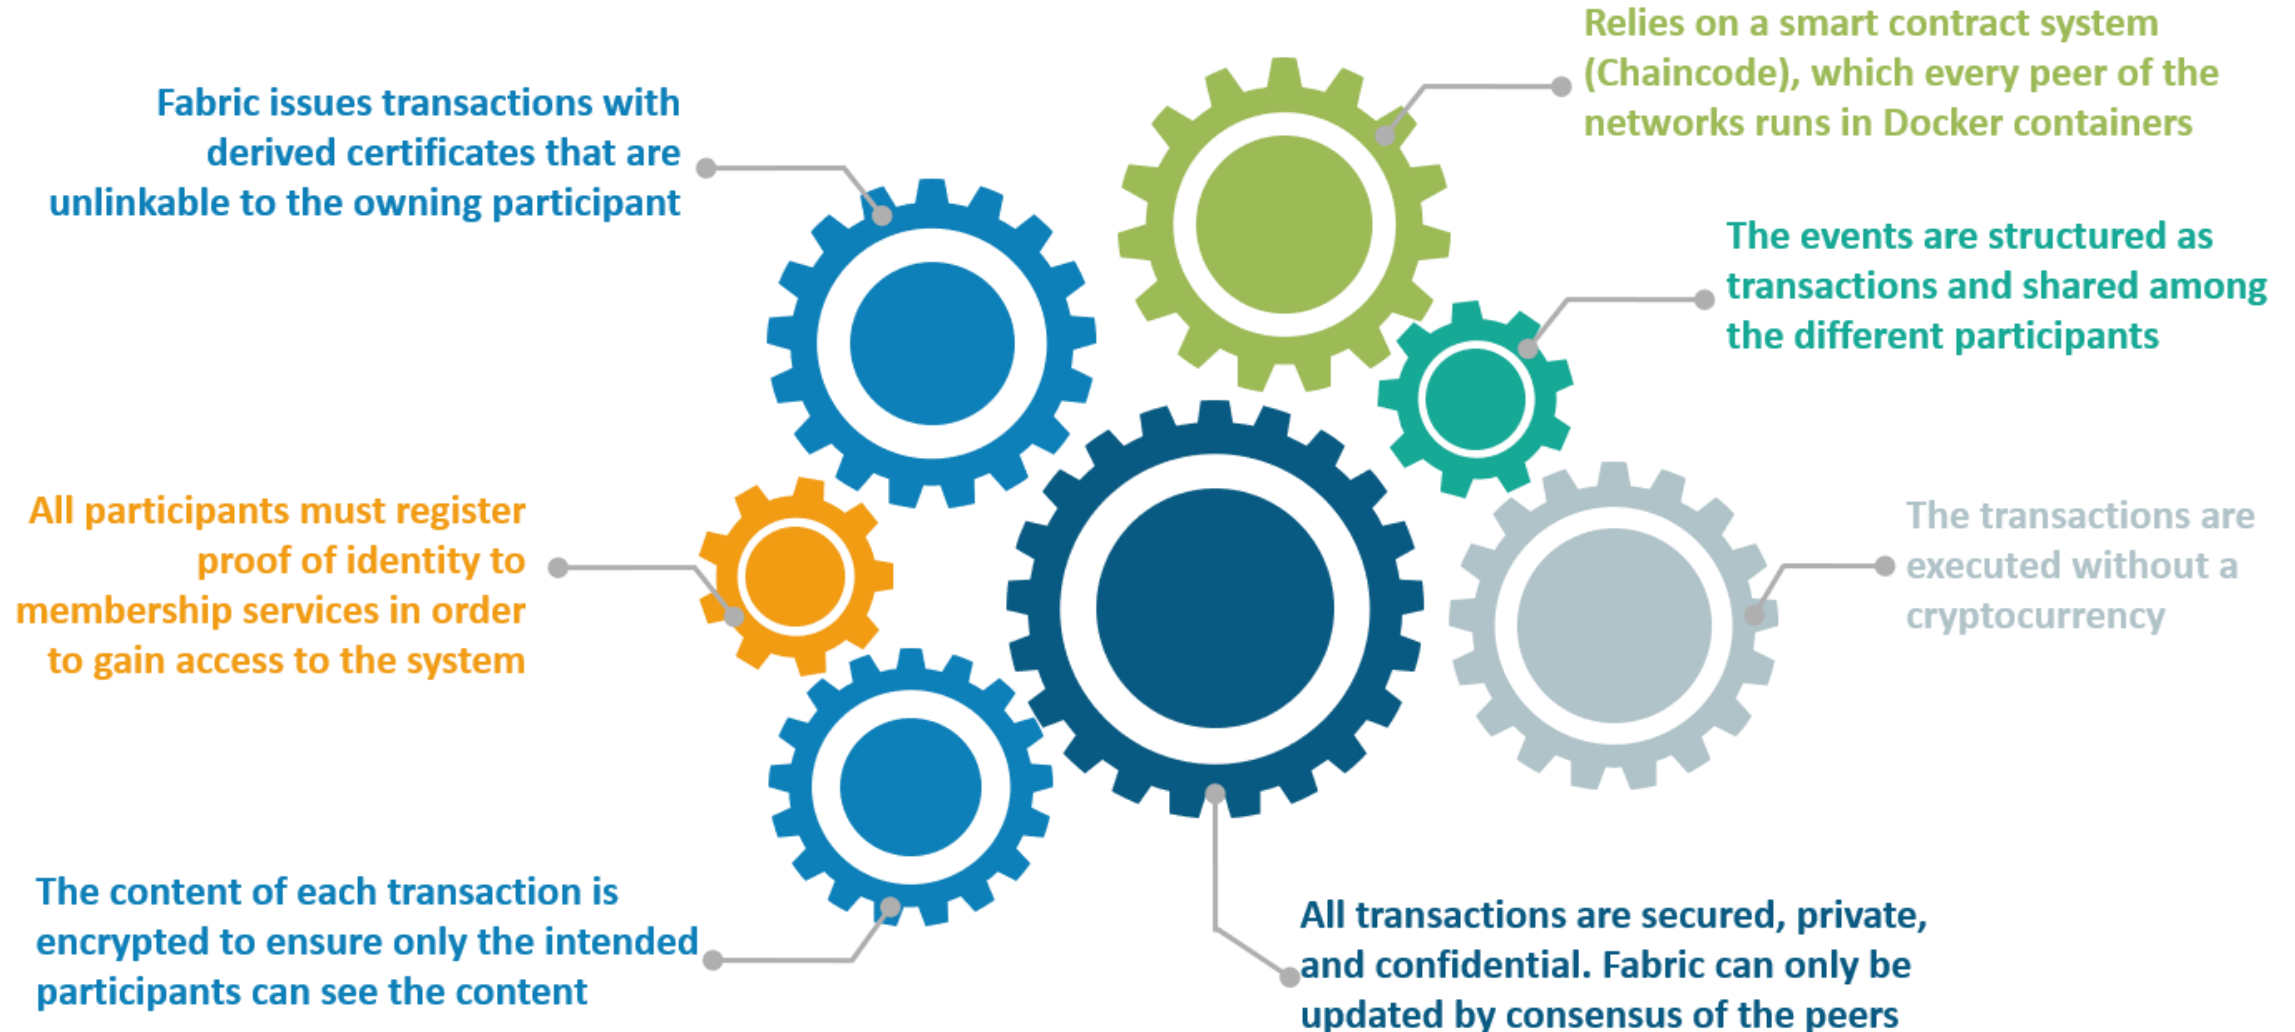 Fabric issues transactions with
derived certificates that are
unlinkable to the owning participant
Relies on a smart contract system
(Chaincode), which every peer of the
networks runs in Docker containers
The events are structured as
transactions and shared among
the different participants
All participants must register
proof of identity to
membership services in order
to gain access to the system
The transactions are
executed without a
cryptocurrency
The content of each transaction is
encrypted to ensure only the intended
participants can see the content
All transactions are secured, private,
and confidential. Fabric can only be
updated by consensus of the peers